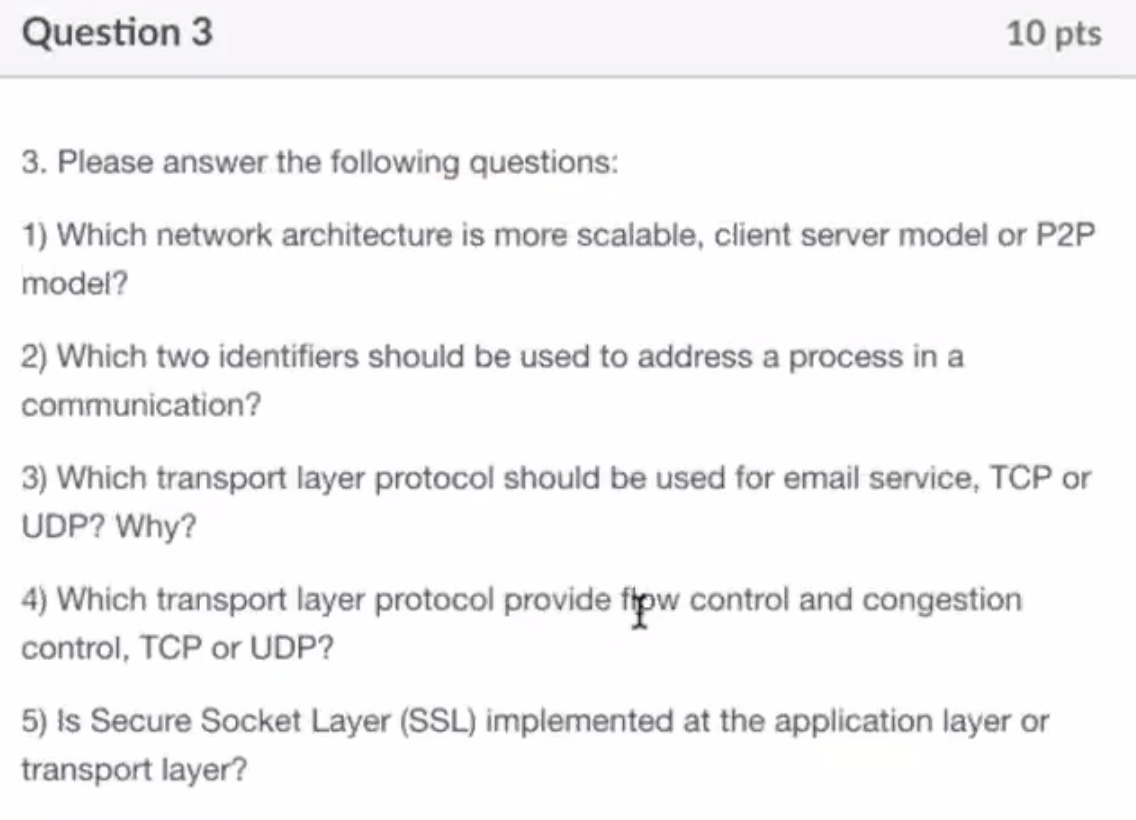 Question 3
10 pts
3. Please answer the following questions:
1) Which network architecture is more scalable, client server model or P2P
model?
2) Which two identifiers should be used to address a process in a
communication?
3) Which transport layer protocol should be used for email service, TCP or
UDP? Why?
4) Which transport layer protocol provide flow control and congestion
control, TCP or UDP?
5) Is Secure Socket Layer (SSL) implemented at the application layer or
transport layer?